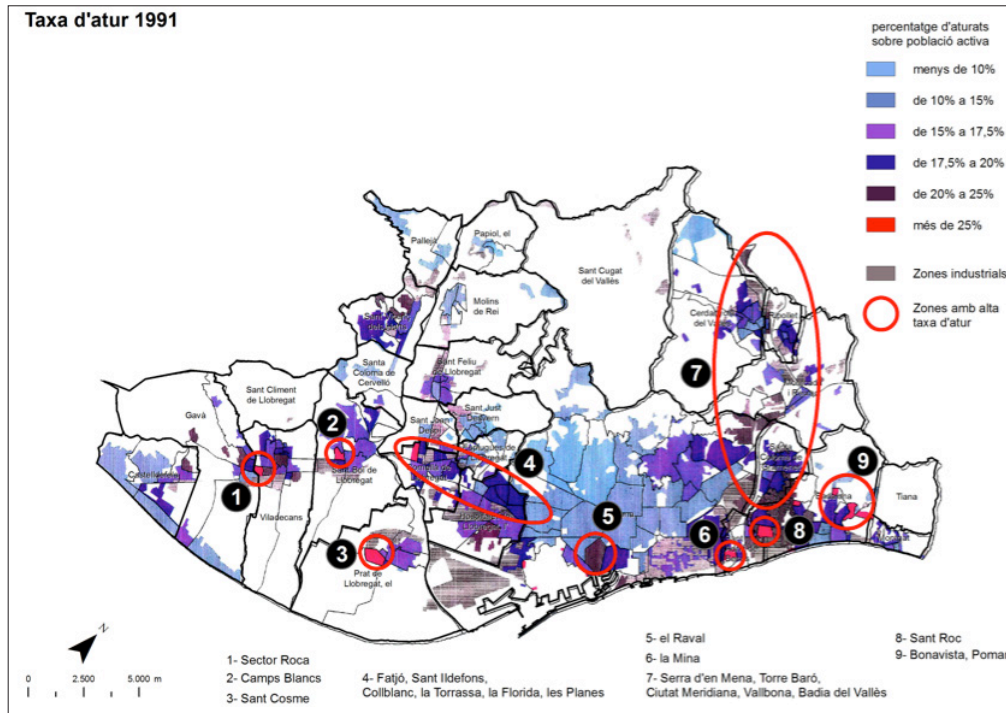 Taxa d'atur 1991
percentatge d'aturats
sobre població activa
menys de 10%
de 10% a 15%
de 15% a 17,5%
de 17,5% a 20%
de 20% a 25%
més de 25%
Zones industrials
Zones amb alta
taxa d'atur
Pallejà
Papiol, el
Sant Cugat
del Vallès
Molins
de Rei
Cerdanyola
del Vallès
Ripollet
Santa
Coloma de
Cervelló
Sant Feliu
de Llobregat
7
Sant Climent
de Llobregat
Sant Just
Desvern
Gavà
2
Sant Joan
Despí
4
9
Castelldefels
Sant Boi de
Llobregat
Badalona
Tiana
1
Viladecans
5
6
8
3
Prat de
Llobregat, el
N
0 2.500 5.000 m
1- Sector Roca
2- Camps Blancs
3- Sant Cosme
4- Fatjó, Sant Ildefons,
Collblanc, la Torrassa, la Florida, les Planes
5- el Raval
6- la Mina
7- Serra d'en Mena, Torre Baró,
Ciutat Meridiana, Vallbona, Badia del Vallès
8- Sant Roc
9- Bonavista, Pomar